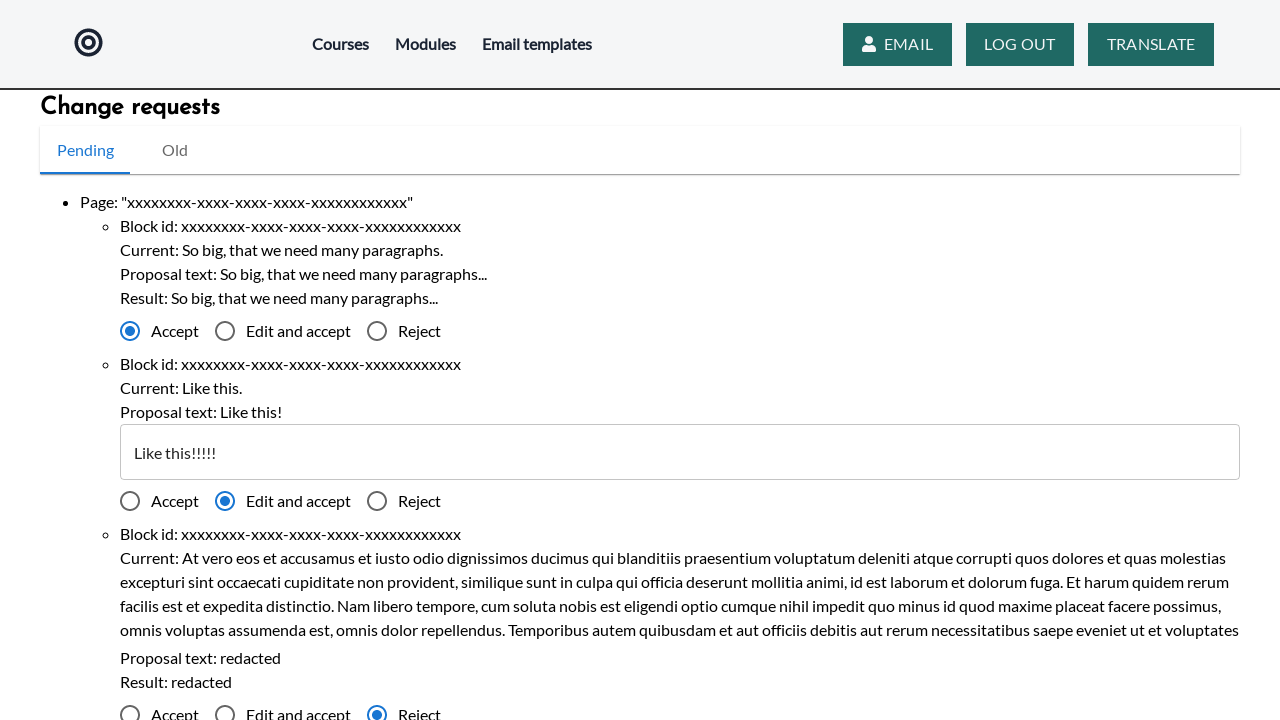 Courses Modules Email templates EMAIL LOG OUT TRANSLATE
Change requests
Pending Old
Page: "xxxxxxxx-xxxx-xxxx-xxxx-xxxxxxxxxxxx"
Block id: xxxxxxxx-xxxx-xxxx-xxxx-xxxxxxxxxxxx
Current: So big, that we need many paragraphs.
Proposal text: So big, that we need many paragraphs...
Result: So big, that we need many paragraphs...
Accept Edit and accept Reject
Block id: xxxxxxxx-xxxx-xxxx-xxxx-xxxxxxxxxxxx
Current: Like this.
Proposal text: Like this!
Like this!!!!!
Accept Edit and accept Reject
Block id: xxxxxxxx-xxxx-xxxx-xxxx-xxxxxxxxxxxx
Current: At vero eos et accusamus et iusto odio dignissimos ducimus qui blanditiis praesentium voluptatum deleniti atque corrupti quos dolores et quas molestias
excepturi sint occaecati cupiditate non provident, similique sunt in culpa qui officia deserunt mollitia animi, id est laborum et dolorum fuga. Et harum quidem rerum
facilis est et expedita distinctio. Nam libero tempore, cum soluta nobis est eligendi optio cumque nihil impedit quo minus id quod maxime placeat facere possimus,
omnis voluptas assumenda est, omnis dolor repellendus. Temporibus autem quibusdam et aut officiis debitis aut rerum necessitatibus saepe eveniet ut et voluptates
Proposal text: redacted
Result: redacted
Accept Edit and accept Reject